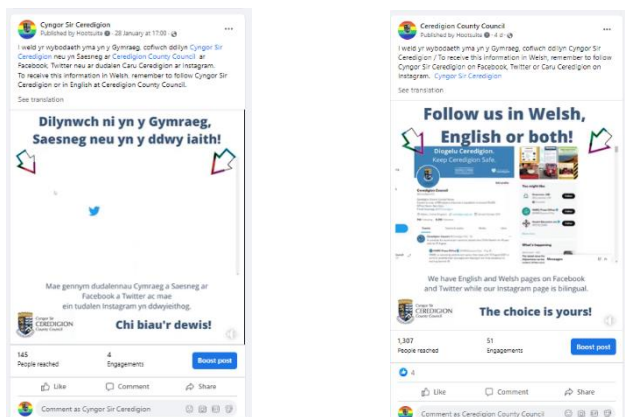 Cyngor Sir Ceredigion
Published by Hootsuite · 28 January at 17:00
I weld yr wybodaeth yma yn y Gymraeg, cofiwch ddilyn Cyngor Sir
Ceredigion neu yn Saesneg ar Ceredigion County Council ar
Facebook, Twitter neu ar dudalen Caru Ceredigion ar Instagram.
To receive this information in Welsh, remember to follow Cyngor Sir
Ceredigion or in English at Ceredigion County Council.
See translation
Dilynwch ni yn y Gymraeg,
Saesneg neu yn y ddwy iaith!
Mae gennym dudalennau Cymraeg a Saesneg ar
Facebook a Twitter ac mae
ein tudalen Instagram yn ddwyieithog.
Cyngor Sir
CEREDIGION
County Council
Chi biau'r dewis!
145
People reached
4
Engagements
Boost post
Like
Comment
Share
Comment as Cyngor Sir Ceredigion
Ceredigion County Council
Published by Hootsuite · 4 d
I weld yr wybodaeth yma yn y Gymraeg, cofiwch ddilyn Cyngor Sir
Ceredigion / To receive this information in Welsh, remember to follow
Cyngor Sir Ceredigion on Facebook, Twitter or Caru Ceredigion on
Instagram. Cyngor Sir Ceredigion
See translation
Follow us in Welsh,
English or both!
Diogelu Ceredigion.
Keep Ceredigion Safe.
Ceredigion Council
You might like
What's happening
Messages
We have English and Welsh pages on Facebook
and Twitter while our Instagram page is bilingual.
Cyngor Sir
CEREDIGION
County Council
The choice is yours!
1,307
People reached
51
Engagements
Boost post
4
Like
Comment
Share
Comment as Ceredigion County Council